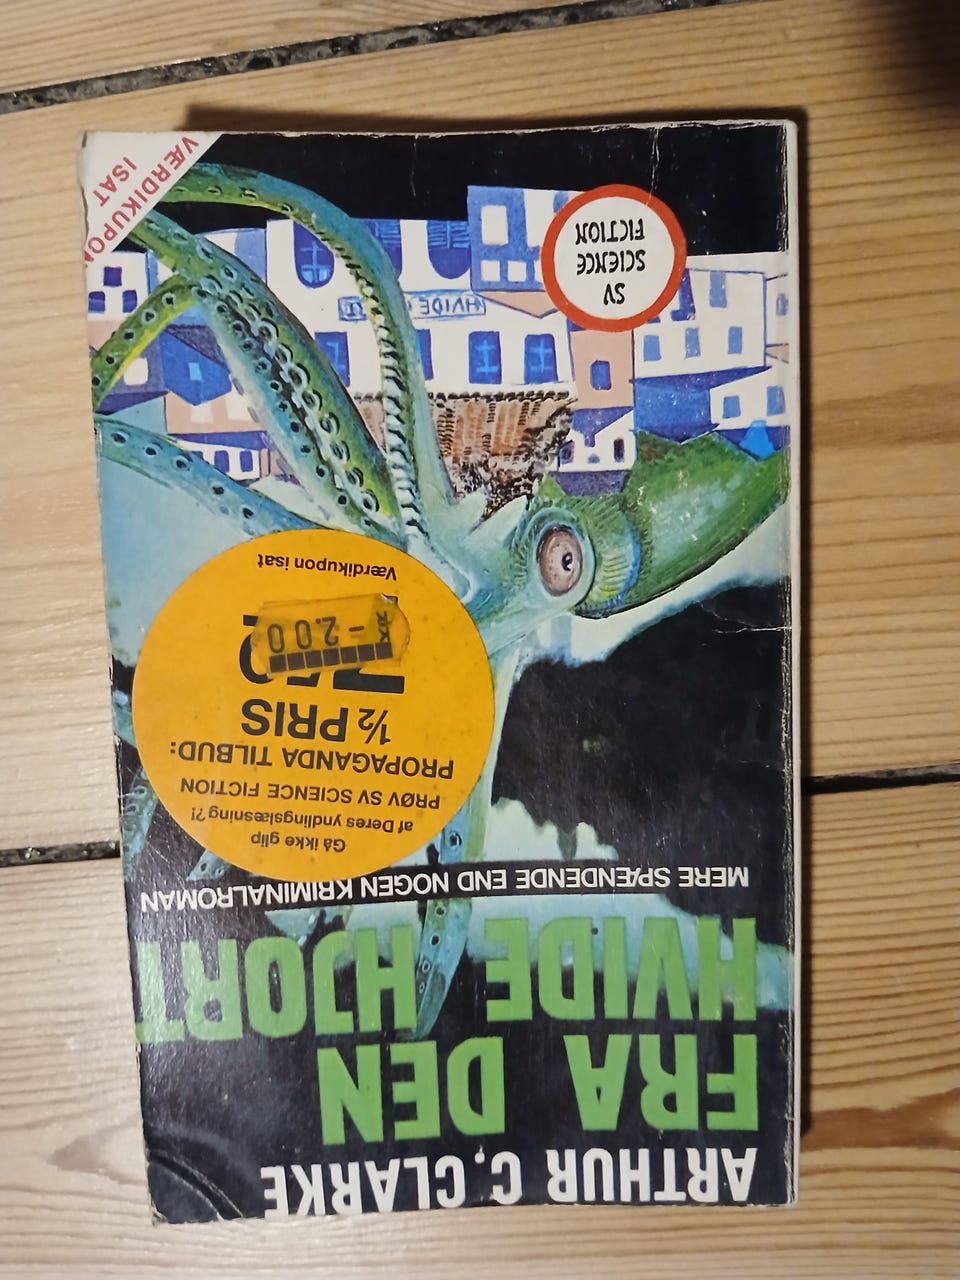 ARTHUR C. CLARKE
FRA DEN
HVIDE HJORT
MERE SPÆNDENDE END NOGEN KRIMINALROMAN
Gå ikke glip
af Deres yndlingslæsning?!
PRØV SV SCIENCE FICTION
PROPAGANDA TILBUD:
½ PRIS
- 2.00
Værdikupon isat
HVIDE
SV
SCIENCE
FICTION
VÆRDIKUPON
ISAT